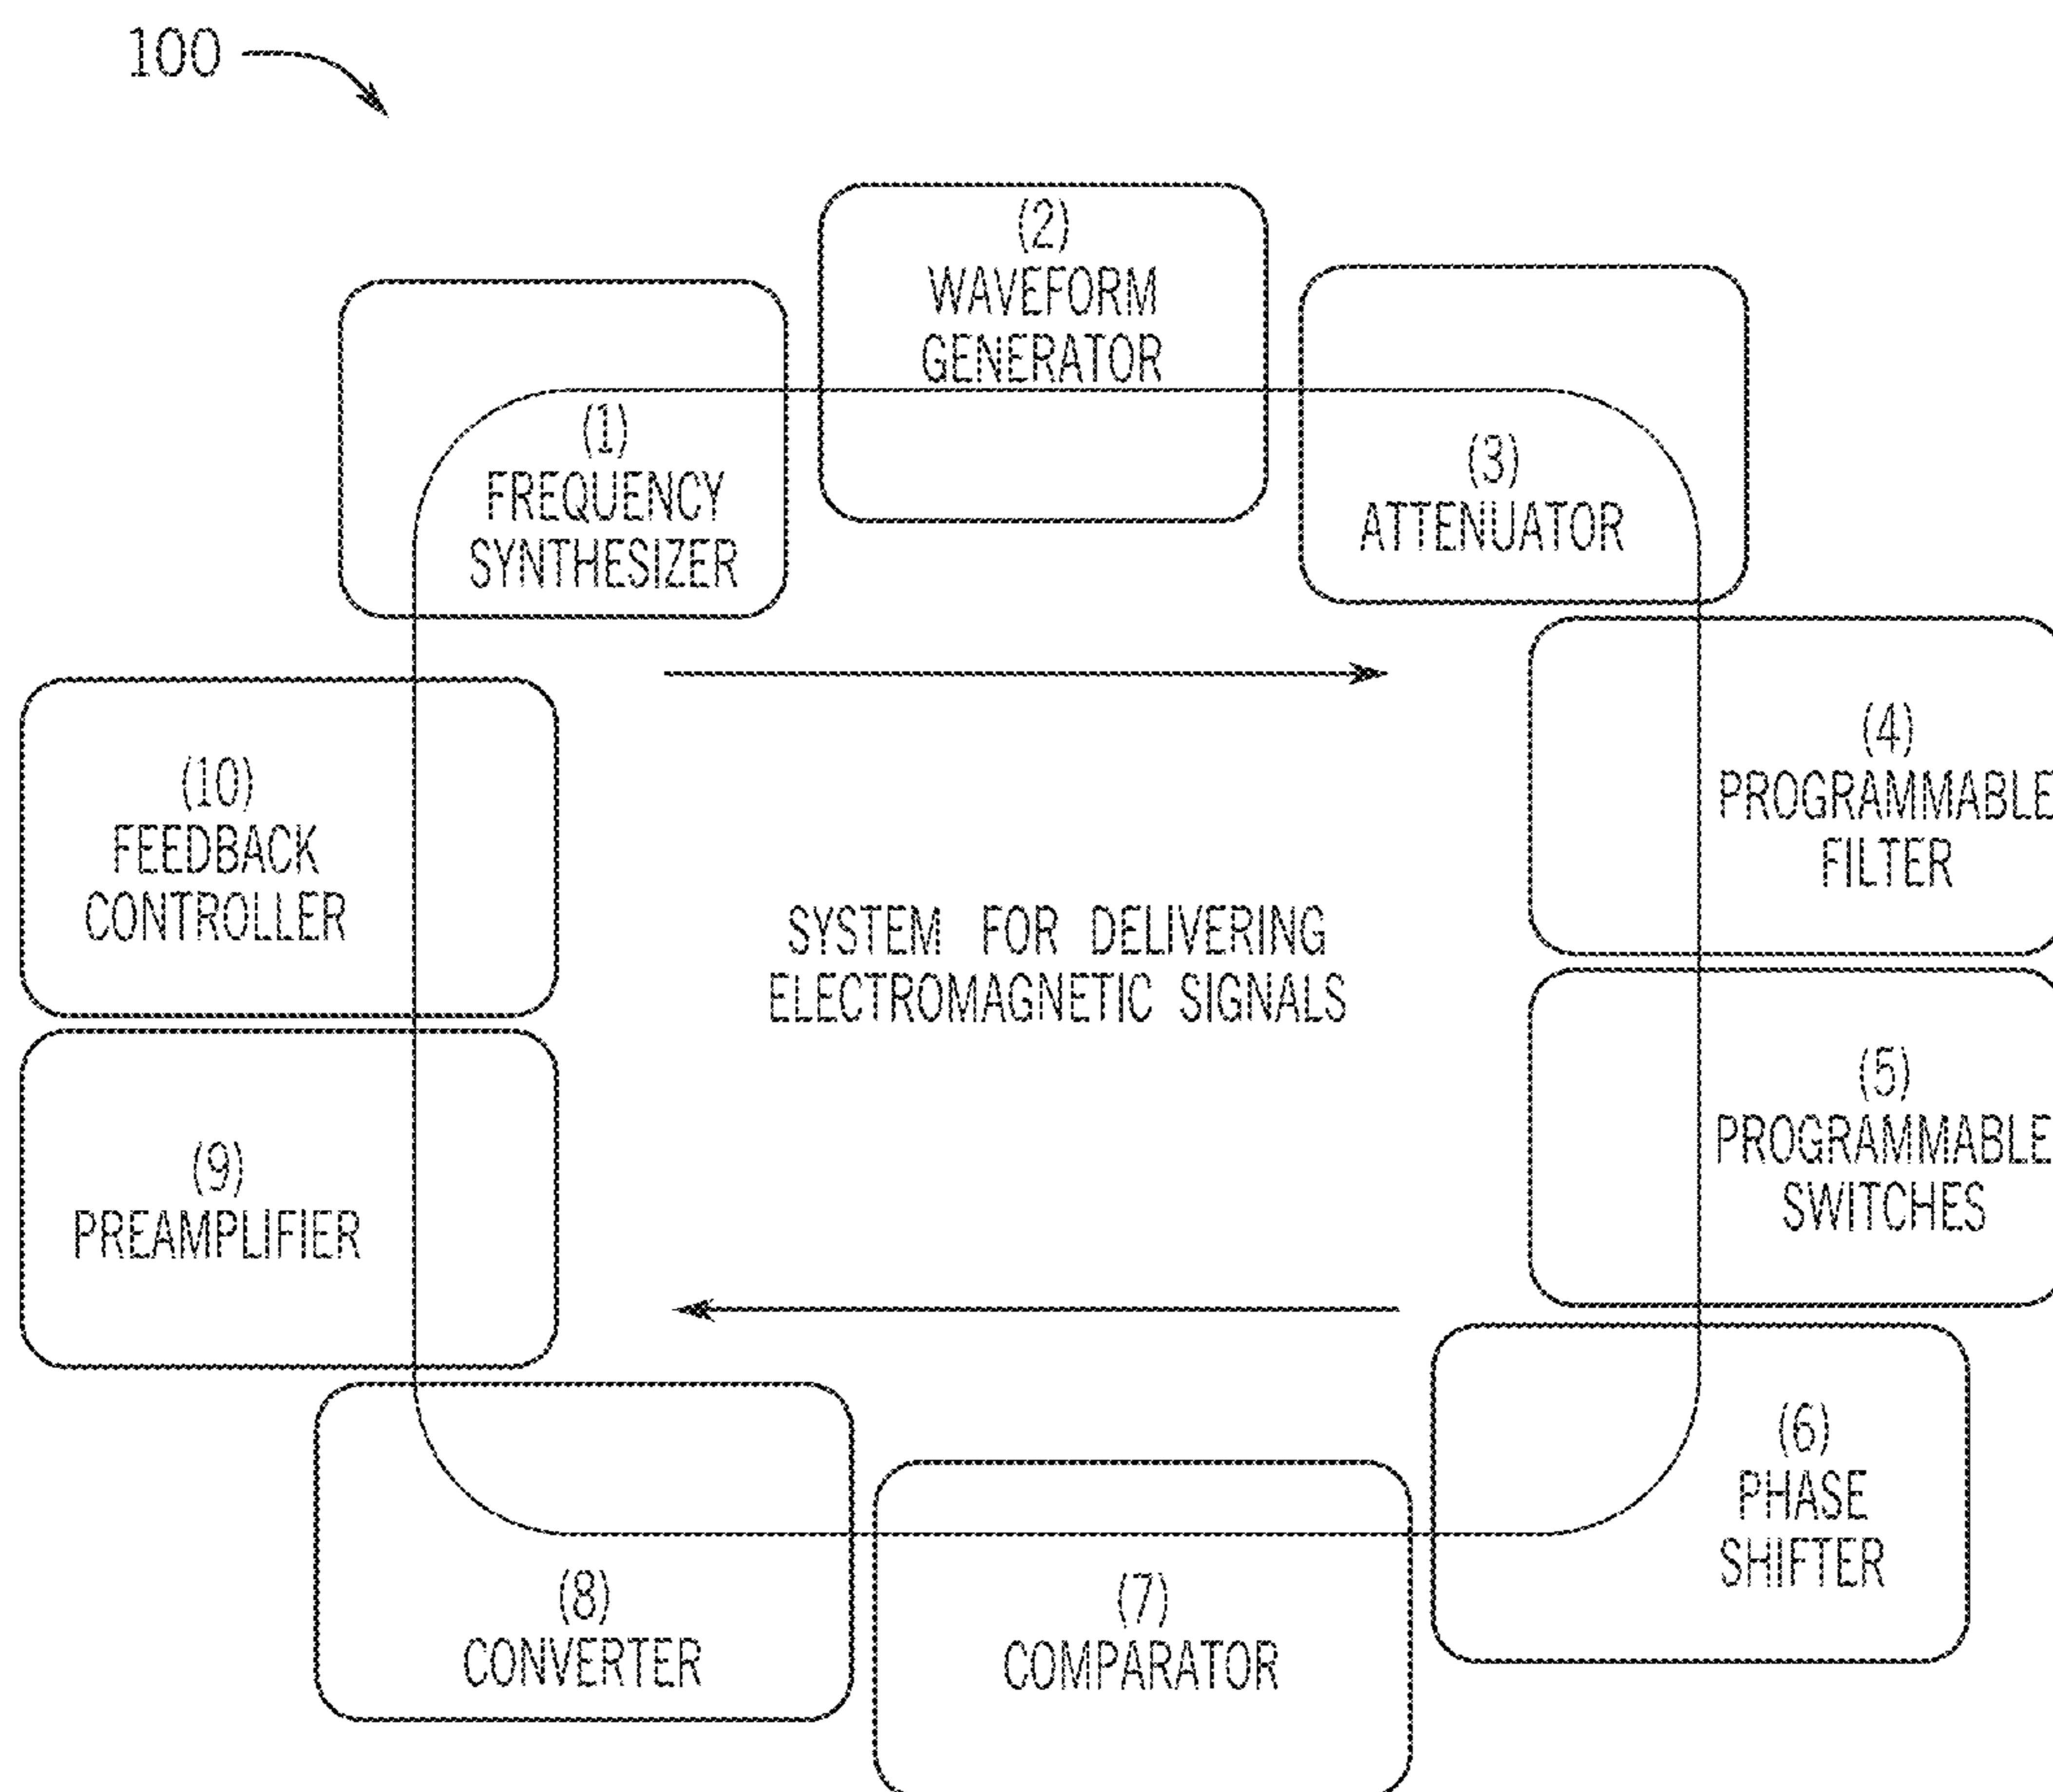 100
(2)
WAVEFORM
GENERATOR
(1)
FREQUENCY
SYNTHESIZER
(3)
ATTENUATOR
(4)
PROGRAMMABLE
FILTER
(10)
FEEDBACK
CONTROLLER
SYSTEM FOR DELIVERING
ELECTROMAGNETIC SIGNALS
(5)
PROGRAMMABLE
SWITCHES
(9)
PREAMPLIFIER
(6)
PHASE
SHIFTER
(8)
CONVERTER
(7)
COMPARATOR